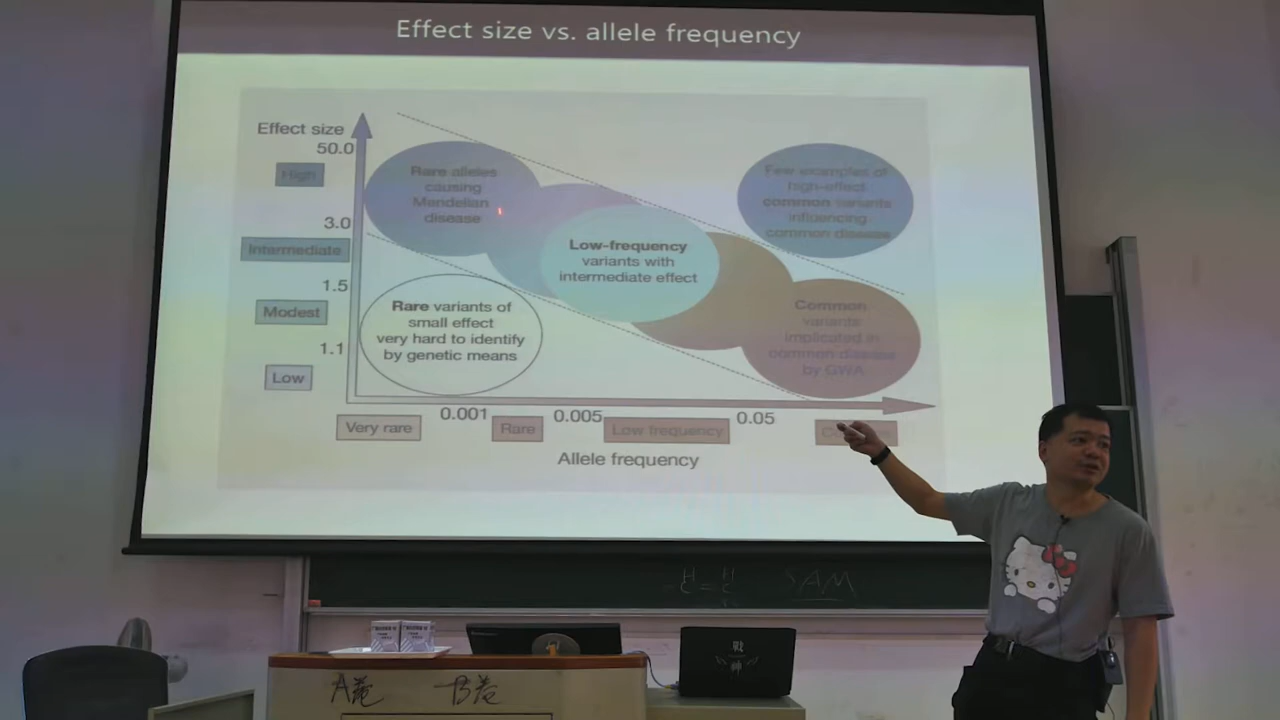 Effect size vs. allele frequency
Effect size
50.0
High
3.0
Intermediate
1.5
Modest
1.1
Low
Rare alleles
causing
Mendelian
disease
Few examples of
high-effect
common variants
influencing
common disease
Low-frequency
variants with
intermediate effect
Rare variants of
small effect
very hard to identify
by genetic means
Common
variants
implicated in
common disease
by GWA
0.001
0.005
0.05
Very rare
Rare
Low frequency
Allele frequency
SAM
戰
神
A卷
B卷